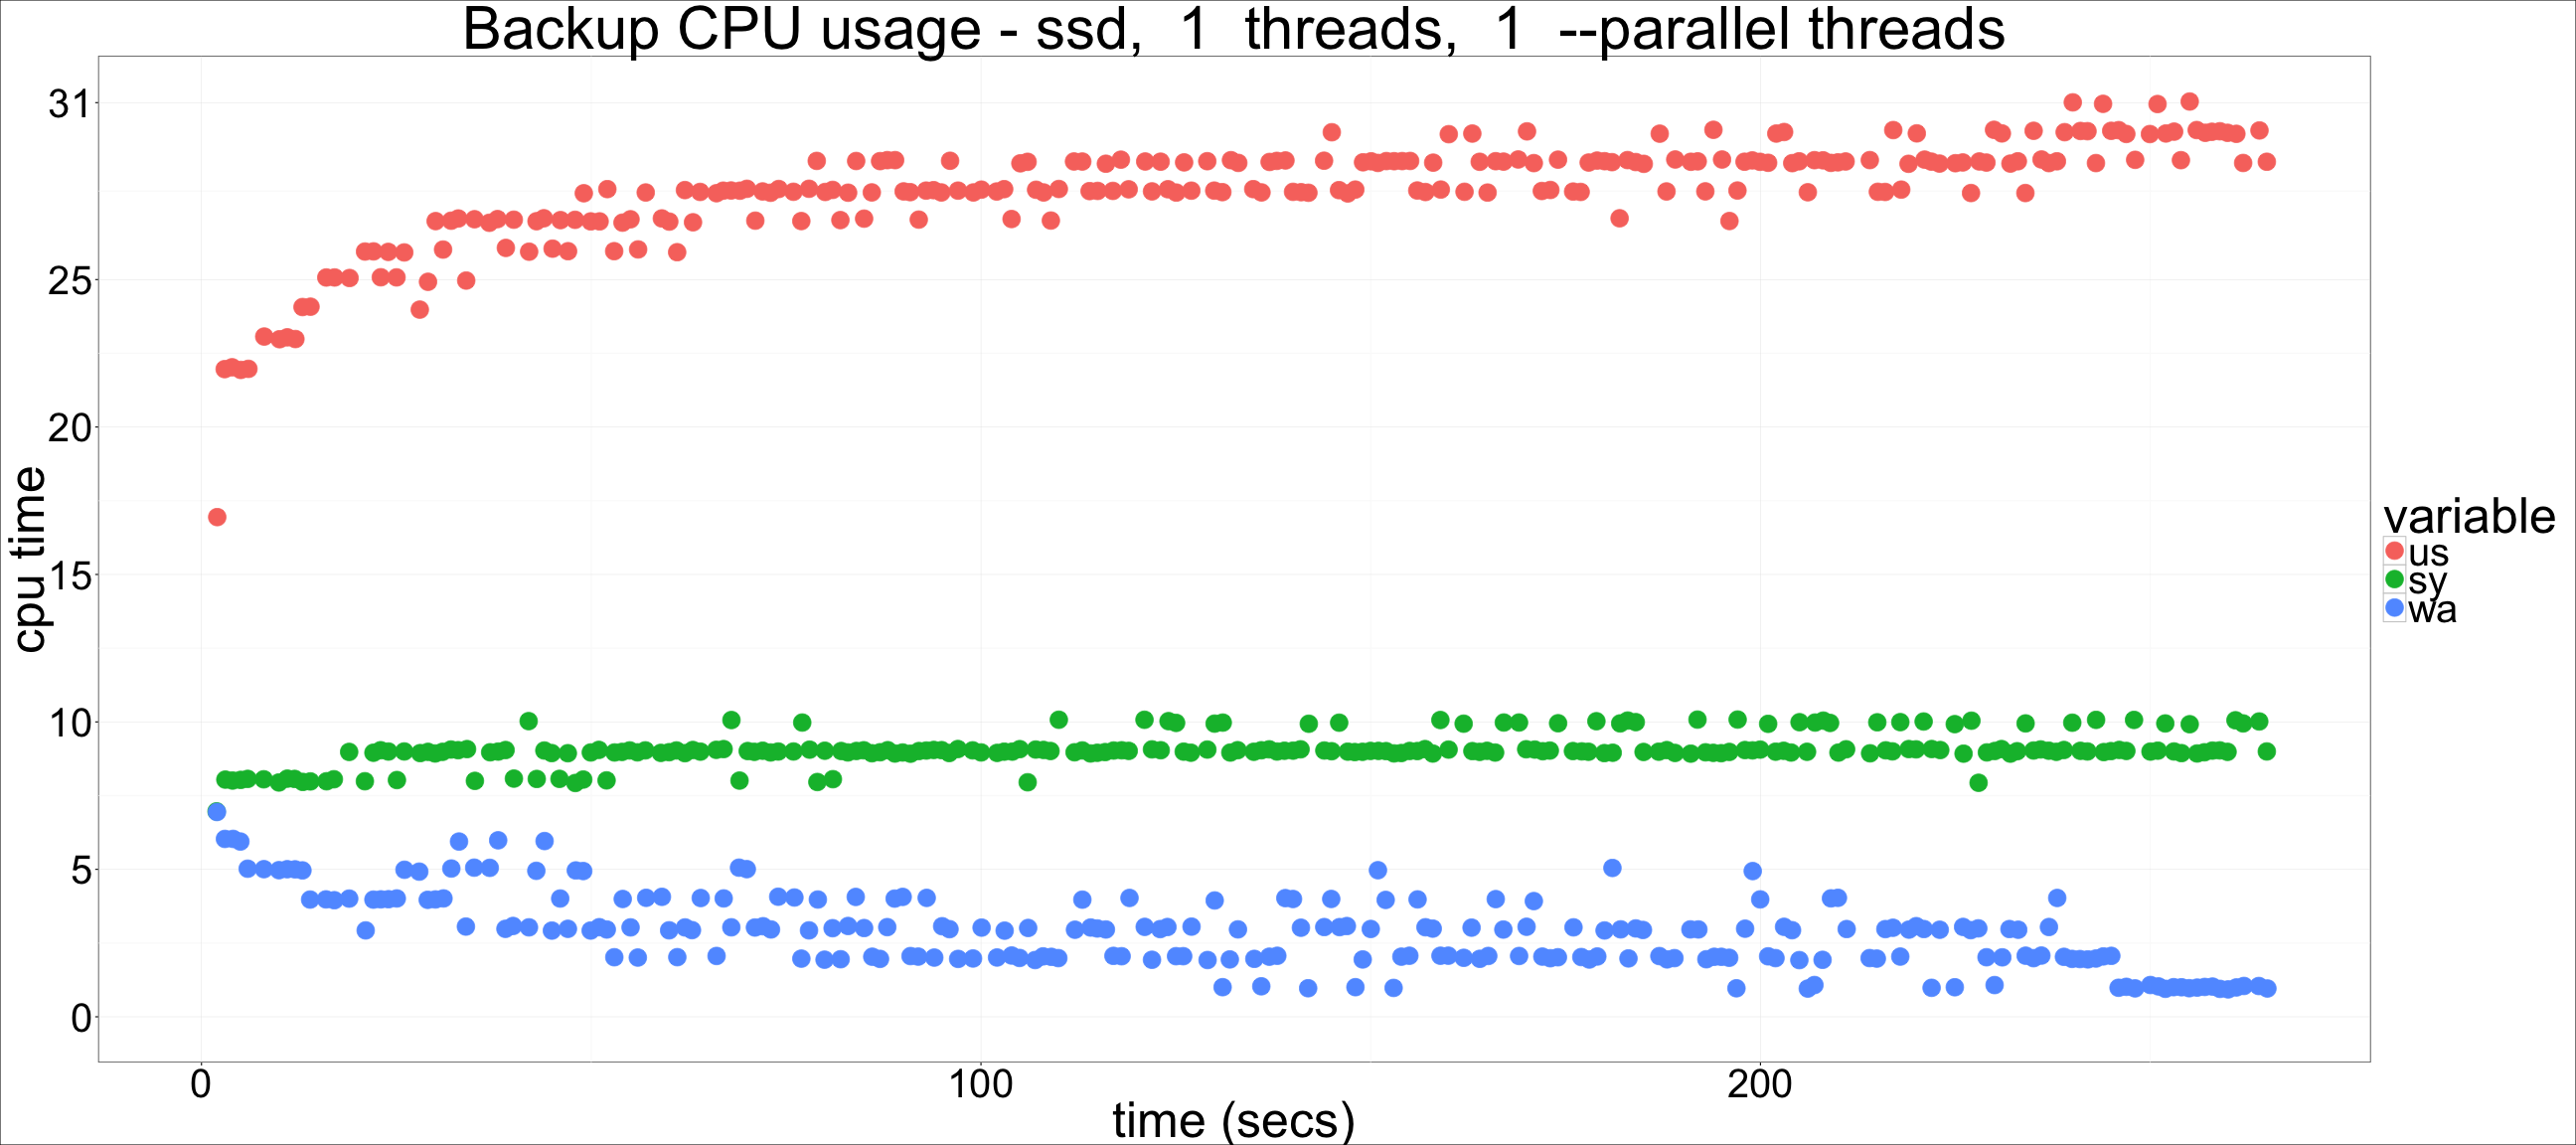 Backup CPU usage - ssd, 1 threads, 1 --parallel threads
31
25
20
15
10
5
0
cpu time
0 100 200
time (secs)
variable
us
sy
wa